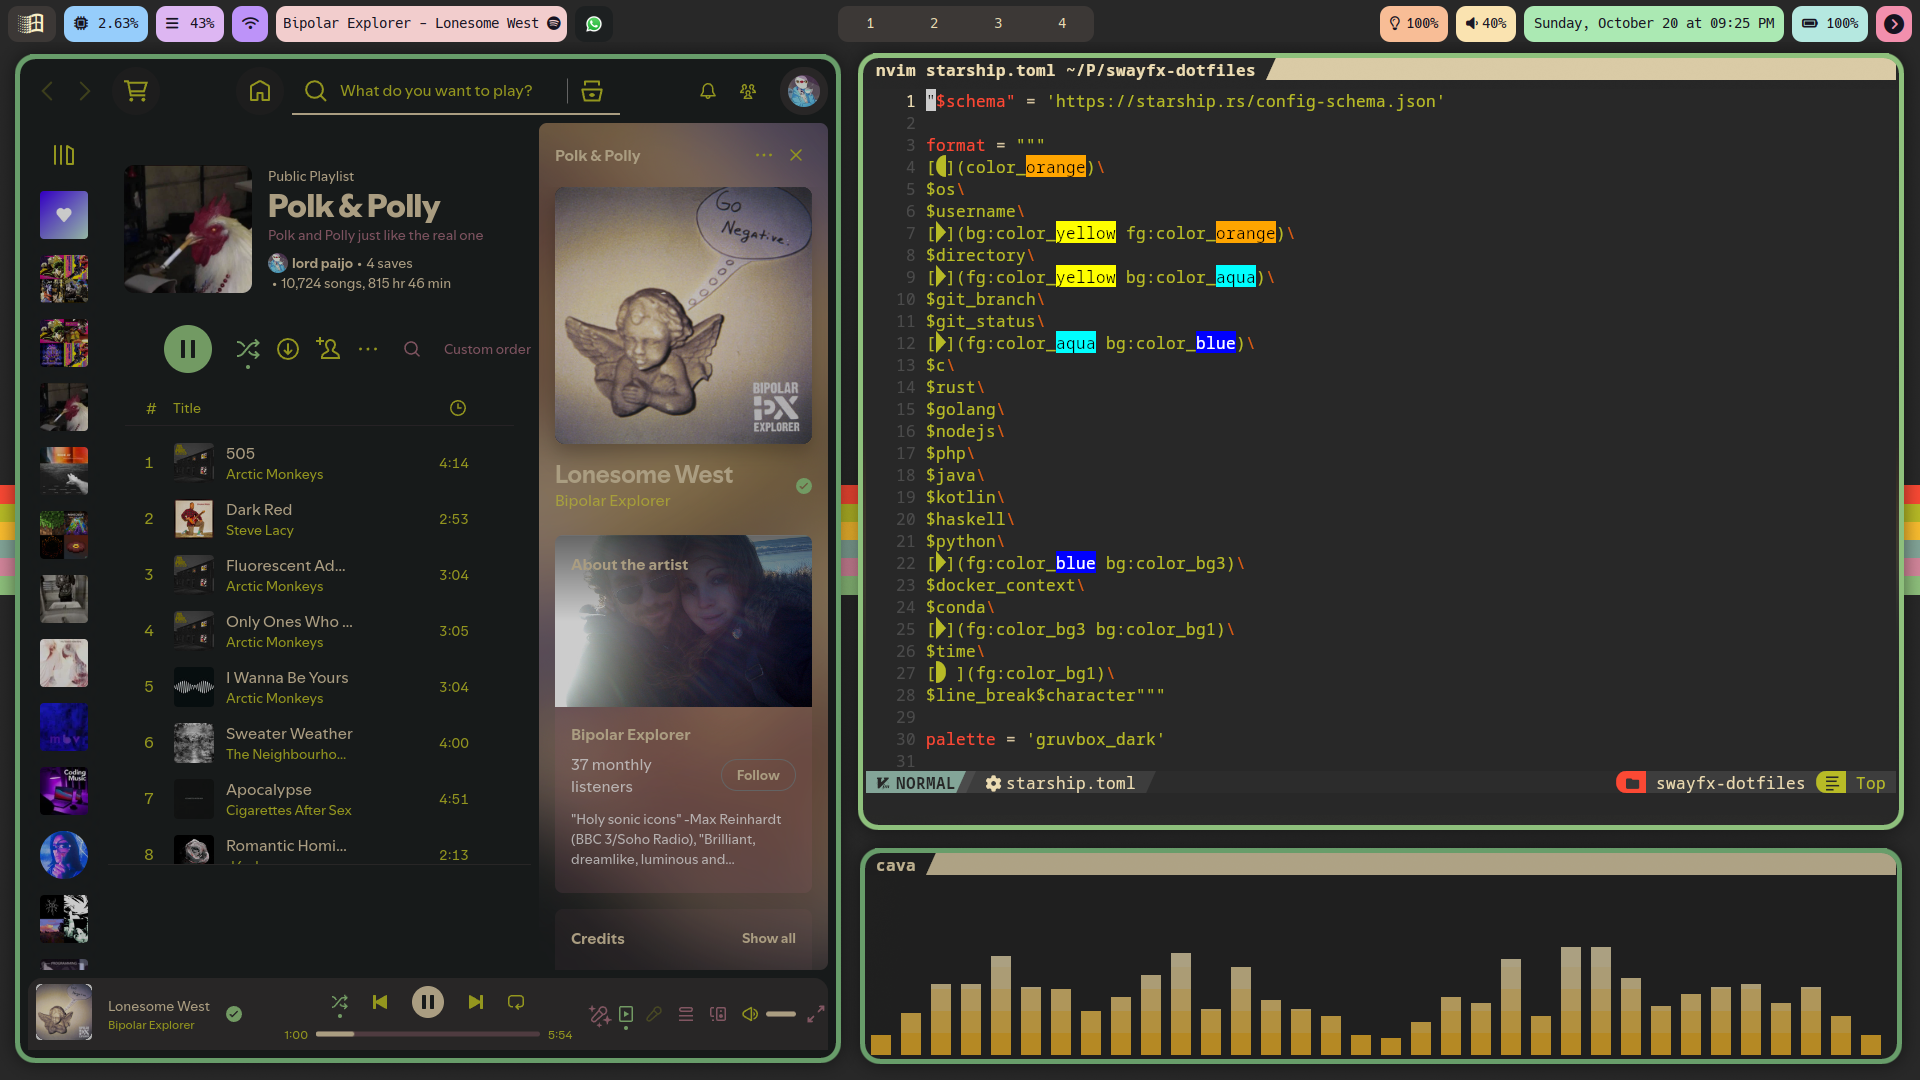 2.63%
43%
Bipolar Explorer - Lonesome West
1 2 3 4
100%
40%
Sunday, October 20 at 09:25 PM
100%
What do you want to play?
Public Playlist
Polk & Polly
Polk and Polly just like the real one
lord paijo • 4 saves
• 10,724 songs, 815 hr 46 min
Custom order
# Title
1 505 4:14
Arctic Monkeys
2 Dark Red 2:53
Steve Lacy
3 Fluorescent Ad... 3:04
Arctic Monkeys
4 Only Ones Who ... 3:05
Arctic Monkeys
5 I Wanna Be Yours 3:04
Arctic Monkeys
6 Sweater Weather 4:00
The Neighbourho...
7 Apocalypse 4:51
Cigarettes After Sex
8 Romantic Homi... 2:13
mbv
Coding
Music
Polk & Polly
Go
Negative.
BIPOLAR
PX
EXPLORER
Lonesome West
Bipolar Explorer
About the artist
Bipolar Explorer
37 monthly
listeners
Follow
"Holy sonic icons" -Max Reinhardt
(BBC 3/Soho Radio), "Brilliant,
dreamlike, luminous and...
Credits Show all
Lonesome West
Bipolar Explorer
1:00 5:54
nvim starship.toml ~/P/swayfx-dotfiles
1 "$schema" = 'https://starship.rs/config-schema.json'
2
3 format = """
4 [](color_orange)\
5 $os\
6 $username\
7 [](bg:color_yellow fg:color_orange)\
8 $directory\
9 [](fg:color_yellow bg:color_aqua)\
10 $git_branch\
11 $git_status\
12 [](fg:color_aqua bg:color_blue)\
13 $c\
14 $rust\
15 $golang\
16 $nodejs\
17 $php\
18 $java\
19 $kotlin\
20 $haskell\
21 $python\
22 [](fg:color_blue bg:color_bg3)\
23 $docker_context\
24 $conda\
25 [](fg:color_bg3 bg:color_bg1)\
26 $time\
27 [ ](fg:color_bg1)\
28 $line_break$character"""
29
30 palette = 'gruvbox_dark'
31
NORMAL starship.toml swayfx-dotfiles Top
cava